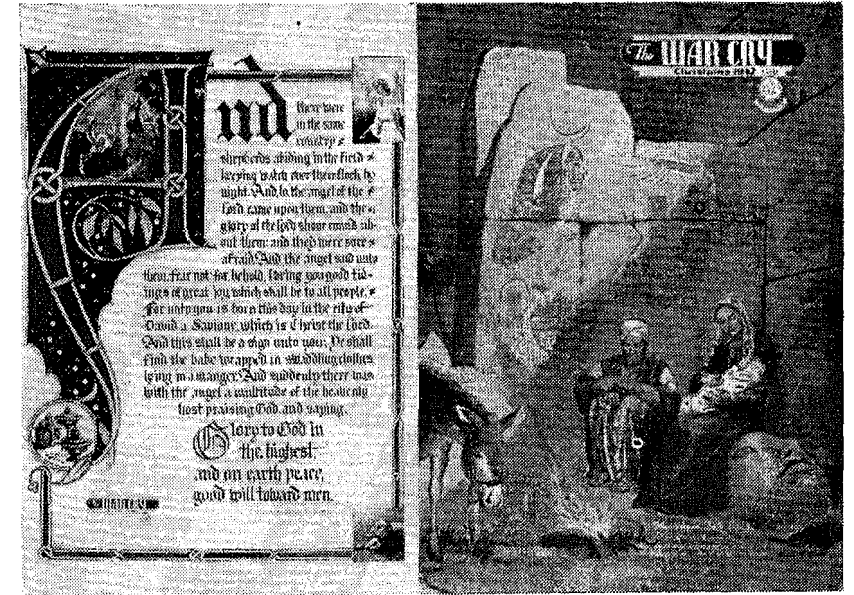 And there were
in the same
country
shepherds abiding in the field
keeping watch over their flock by
night. And, lo, the angel of the
Lord came upon them, and the
glory of the Lord shone round ab-
out them: and they were sore
afraid. And the angel said unto
them, fear not for behold, I bring you good tid-
ings of great joy, which shall be to all people.
For unto you is born this day in the city of
David a Saviour, which is Christ the Lord.
And this shall be a sign unto you; Ye shall
find the babe wrapped in swaddling clothes
lying in a manger. And suddenly there was
with the angel a multitude of the heavenly
host praising God, and saying,
Glory to God in
the highest,
and on earth peace,
good will toward men.
WAR CRY
The WAR CRY
Christmas